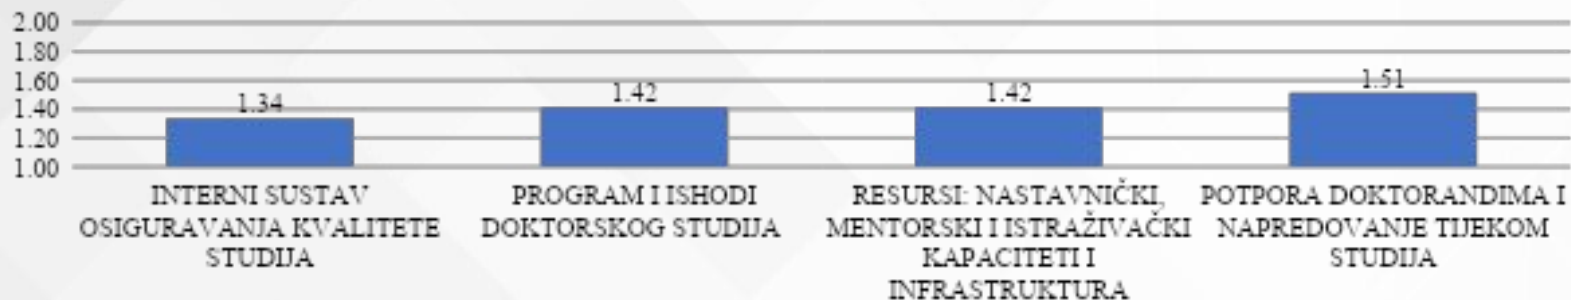 2.00
1.80
1.60
1.40
1.20
1.00
1.34
1.42
1.42
1.51
INTERNI SUSTAV
OSIGURAVANJA KVALITETE
STUDIJA
PROGRAM I ISHODI
DOKTORSKOG STUDIJA
RESURSI: NASTAVNIČKI,
MENTORSKI I ISTRAŽIVAČKI
KAPACITETI I
INFRASTRUKTURA
POTPORA DOKTORANDIMA I
NAPREDOVANJE TIJEKOM
STUDIJA